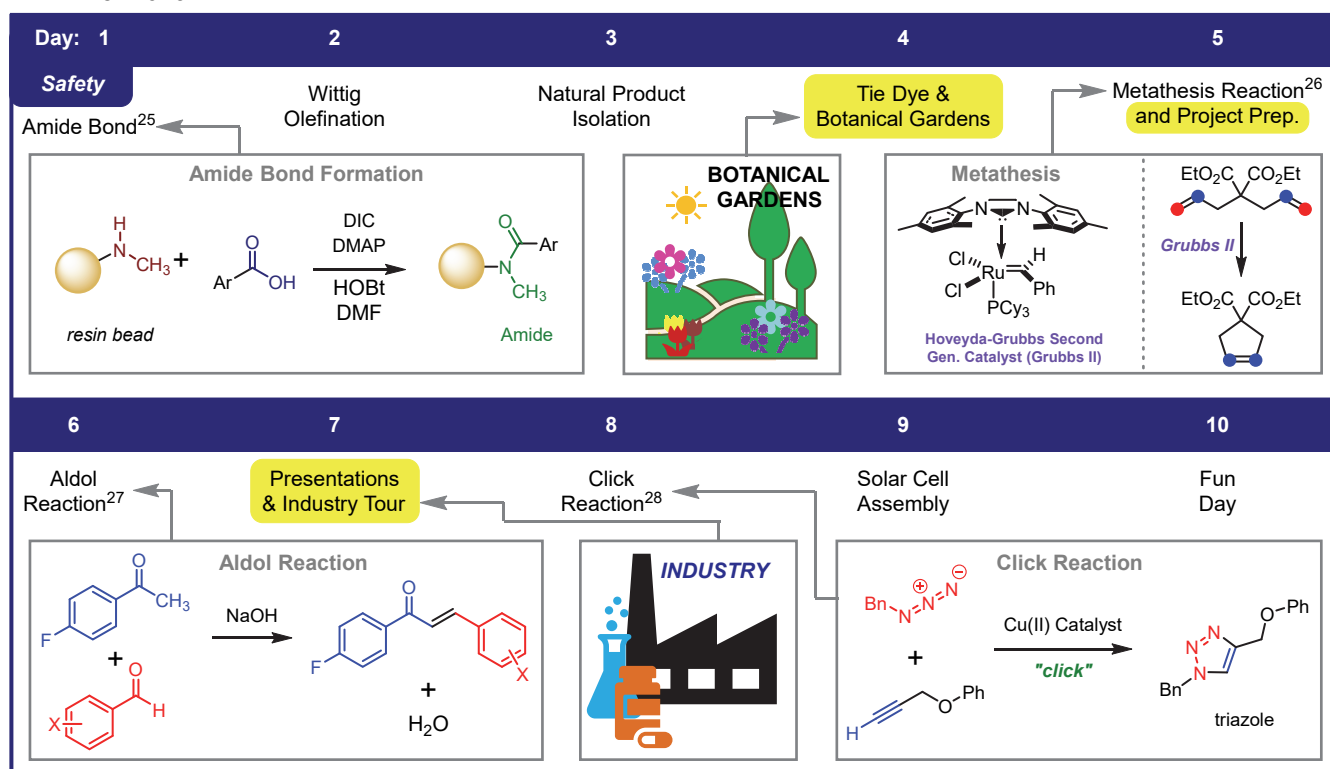 Day: 1 2 3 4 5
Safety
Amide Bond25
Wittig
Olefination
Natural Product
Isolation
Tie Dye &
Botanical Gardens
Metathesis Reaction26
and Project Prep.
Amide Bond Formation
H
N
CH3
+
resin bead
O
Ar
OH
DIC
DMAP
HOBt
DMF
O
Ar
N
CH3
Amide
BOTANICAL
GARDENS
Metathesis
N
N
Cl
Cl
Ru
H
Ph
PCy3
Hoveyda-Grubbs Second
Gen. Catalyst (Grubbs II)
EtO2C CO2Et
Grubbs II
EtO2C CO2Et
6 7 8 9 10
Aldol
Reaction27
Presentations
& Industry Tour
Click
Reaction28
Solar Cell
Assembly
Fun
Day
Aldol Reaction
O
CH3
F
+
O
H
X
NaOH
O
F
X
+
H2O
INDUSTRY
Click Reaction
Bn N N N
+
H
O
Ph
Cu(II) Catalyst
"click"
N
N
N
Bn
O
Ph
triazole